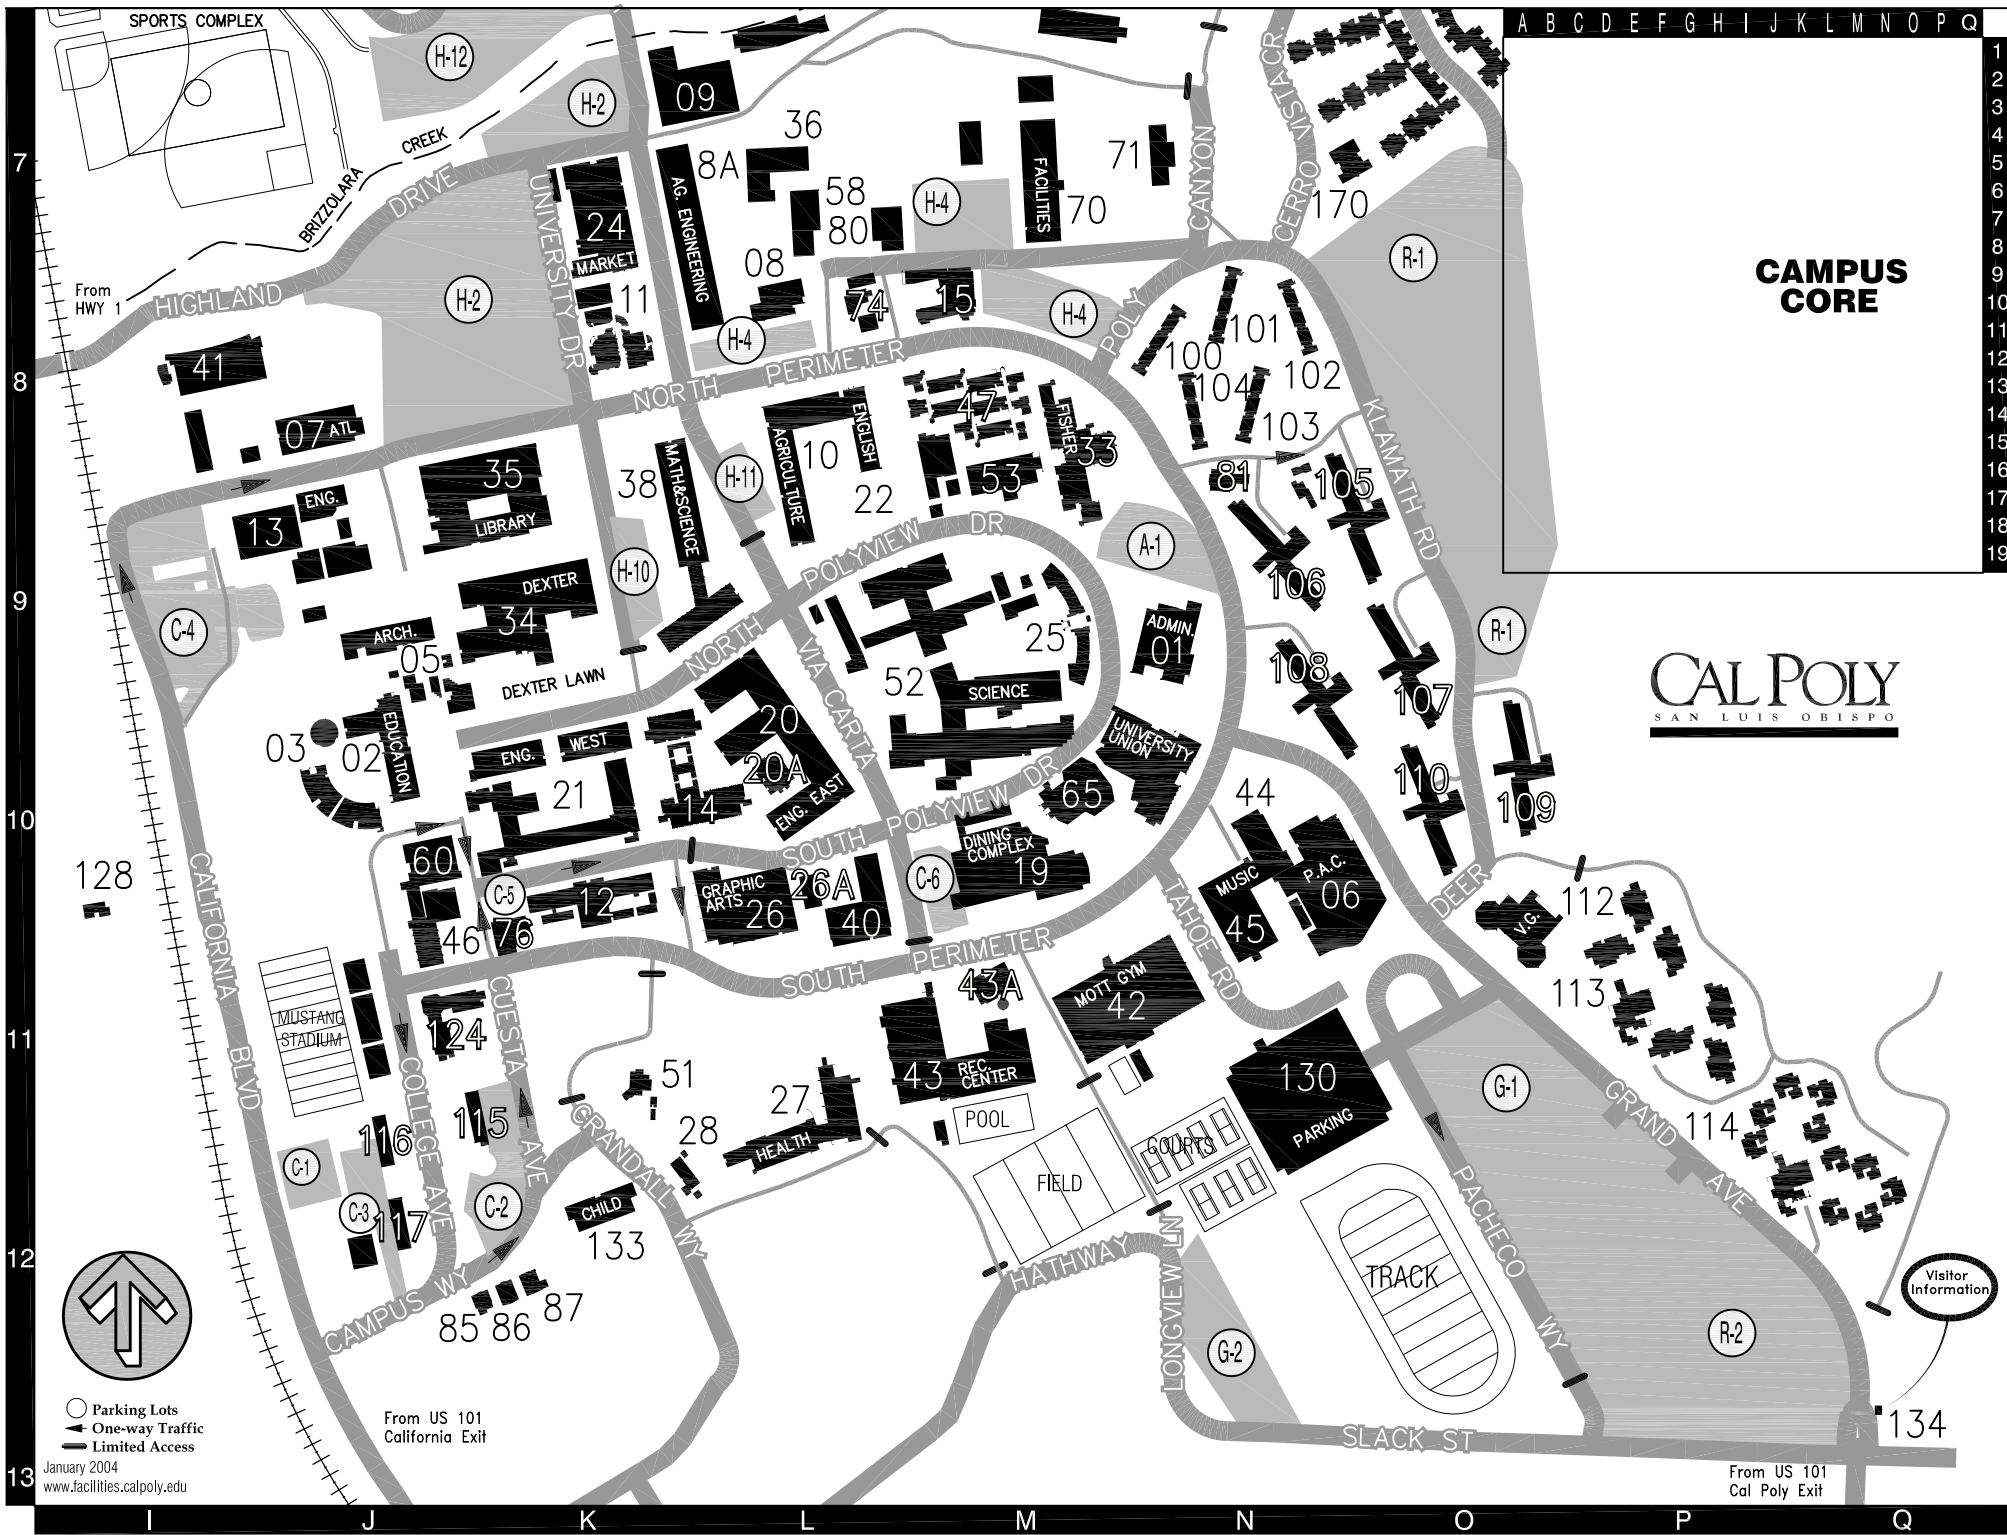 SPORTS COMPLEX
A B C D E F G H I J K L M N O P Q
1
2
3
4
5
6
7
8
9
10
11
12
13
14
15
16
17
18
19
CAMPUS
CORE
CAL POLY
SAN LUIS OBISPO
H-12
H-2
09
36
8A
AG. ENGINEERING
58
80
H-4
FACILITIES
70
71
CANYON
CERRO VISTA CR.
170
R-1
BRIZZOLARA
CREEK
HIGHLAND
DRIVE
From
HWY 1
H-2
UNIVERSITY DR
24
MARKET
11
08
H-4
74
15
H-4
POLY
100
101
102
103
104
41
07 ATL
NORTH
PERIMETER
ENGLISH
AGRICULTURE
10
22
47
53
FISHER
33
81
105
KLAMATH RD
35
LIBRARY
38
MATH&SCIENCE
H-11
ENG.
13
H-10
POLYVIEW
DR
A-1
106
DEXTER
34
C-4
ARCH.
05
DEXTER LAWN
NORTH
VIA CARTA
25
52
SCIENCE
ADMIN.
01
108
107
R-1
03
02
EDUCATION
ENG.
WEST
21
20
20A
14
ENG. EAST
UNIVERSITY
UNION
65
110
109
44
SOUTH
POLYVIEW
DR
DINING
COMPLEX
19
C-6
128
60
C-5
12
GRAPHIC
ARTS
26
26A
40
46
76
MUSIC
45
P.A.C.
06
DEER
V.G.
112
113
CALIFORNIA
BLVD
SOUTH
PERIMETER
TAHOE RD
MUSTANG
STADIUM
CUESTA
AVE
124
43A
43
REC.
CENTER
MOTT GYM
42
130
PARKING
G-1
GRAND
AVE
114
COLLEGE AVE
115
116
51
27
HEALTH
28
POOL
FIELD
COURTS
C-1
C-3
117
C-2
CHILD
133
CRANDALL
WY
HATHWAY
LONGVIEW
LN
TRACK
PACHECO
WY
G-2
R-2
Visitor
Information
CAMPUS WY
85
86
87
SLACK ST
134
Parking Lots
One-way Traffic
Limited Access
January 2004
www.facilities.calpoly.edu
From US 101
California Exit
From US 101
Cal Poly Exit
7
8
9
10
11
12
13
I J K L M N O P Q